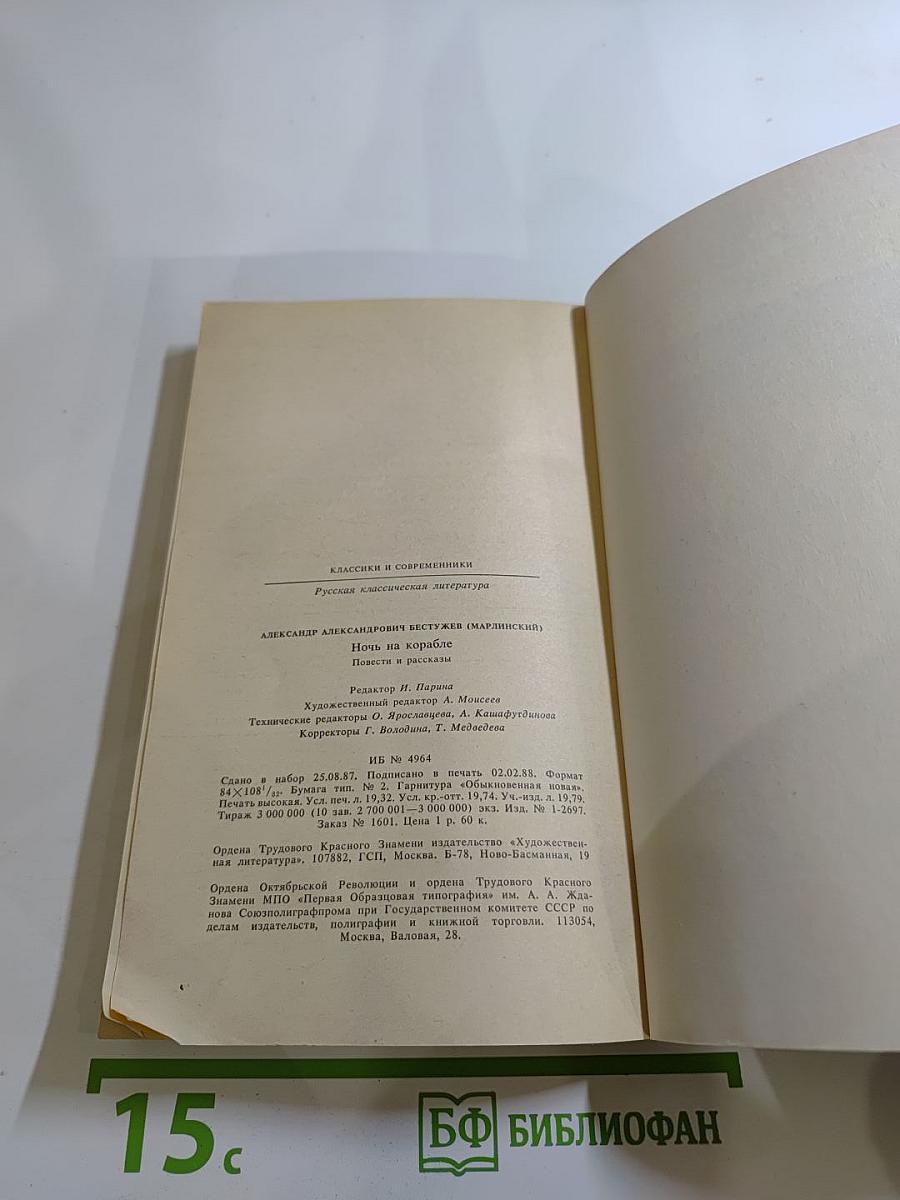 КЛАССИКИ И СОВРЕМЕННИКИ
Русская классическая литература
АЛЕКСАНДР АЛЕКСАНДРОВИЧ БЕСТУЖЕВ (МАРЛИНСКИЙ)
Ночь на корабле
Повести и рассказы
Редактор И. Парина
Художественный редактор А. Моисеев
Технические редакторы О. Ярославцева, А. Кашафутдинова
Корректоры Г. Володина, Т. Медведева
ИБ № 4964
Сдано в набор 25.08.87. Подписано в печать 02.02.88. Формат
84×108¹/₃₂. Бумага тип. № 2. Гарнитура «Обыкновенная новая».
Печать высокая. Усл. печ. л. 19,32. Усл. кр.-отт. 19,74. Уч.-изд. л. 19,79.
Тираж 3 000 000 (10 зав. 2 700 001—3 000 000) экз. Изд. № 1-2697.
Заказ № 1601. Цена 1 р. 60 к.
Ордена Трудового Красного Знамени издательство «Художествен-
ная литература». 107882, ГСП, Москва. Б-78, Ново-Басманная, 19
Ордена Октябрьской Революции и ордена Трудового Красного
Знамени МПО «Первая Образцовая типография» им. А. А. Жда-
нова Союзполиграфпрома при Государственном комитете СССР по
делам издательств, полиграфии и книжной торговли. 113054,
Москва, Валовая, 28.
15 с
БФ БИБЛИОФАН